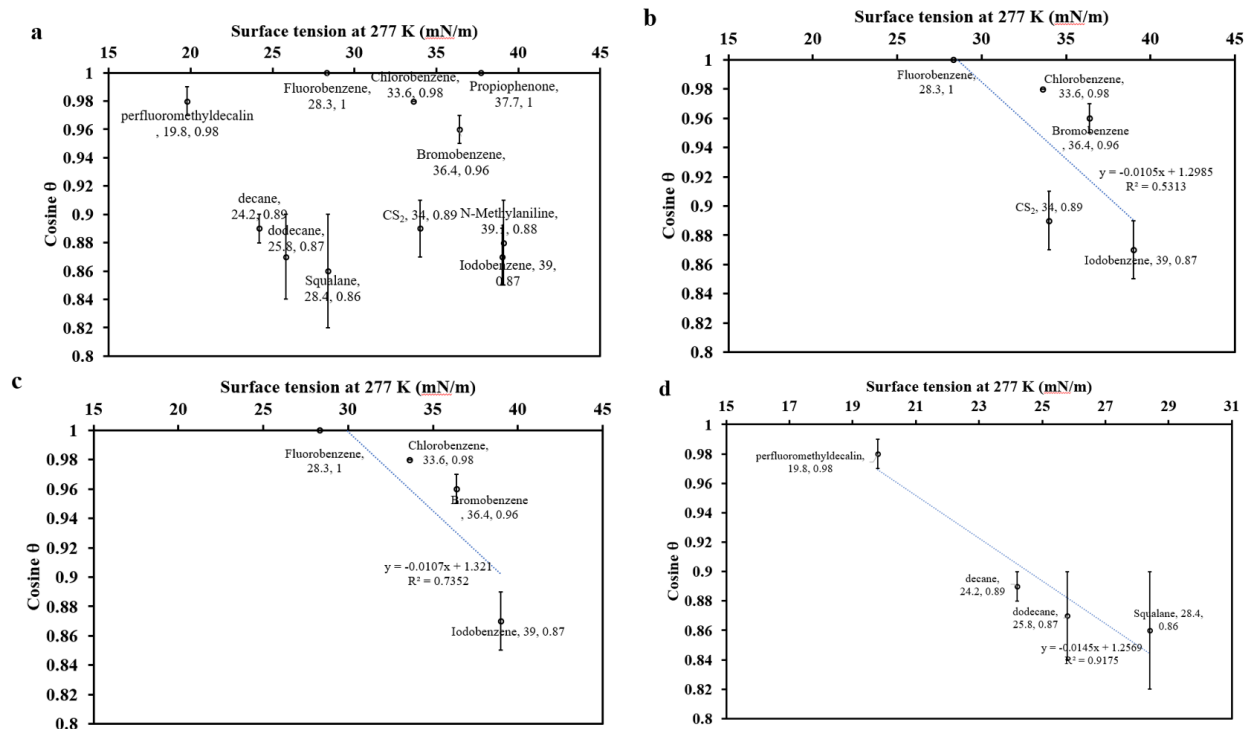 a
Surface tension at 277 K (mN/m)
15 20 25 30 35 40 45
Cosine θ
1
0.98
0.96
0.94
0.92
0.9
0.88
0.86
0.84
0.82
0.8
Fluorobenzene,
28.3, 1
Chlorobenzene,
33.6, 0.98
Propiophenone,
37.7, 1
perfluoromethyldecalin
, 19.8, 0.98
Bromobenzene,
36.4, 0.96
decane,
24.2, 0.89
dodecane,
25.8, 0.87
CS2, 34, 0.89
N-Methylaniline,
39.1, 0.88
Iodobenzene, 39,
0.87
Squalane,
28.4, 0.86
b
Surface tension at 277 K (mN/m)
15 20 25 30 35 40 45
Cosine θ
1
0.98
0.96
0.94
0.92
0.9
0.88
0.86
0.84
0.82
0.8
Fluorobenzene,
28.3, 1
Chlorobenzene,
33.6, 0.98
Bromobenzene
, 36.4, 0.96
y = -0.0105x + 1.2985
R² = 0.5313
CS2, 34, 0.89
Iodobenzene, 39, 0.87
c
Surface tension at 277 K (mN/m)
15 20 25 30 35 40 45
Cosine θ
1
0.98
0.96
0.94
0.92
0.9
0.88
0.86
0.84
0.82
0.8
Fluorobenzene,
28.3, 1
Chlorobenzene,
33.6, 0.98
Bromobenzene
, 36.4, 0.96
y = -0.0107x + 1.321
R² = 0.7352
Iodobenzene, 39, 0.87
d
Surface tension at 277 K (mN/m)
15 17 19 21 23 25 27 29 31
Cosine θ
1
0.98
0.96
0.94
0.92
0.9
0.88
0.86
0.84
0.82
0.8
perfluoromethyldecalin,
19.8, 0.98
decane,
24.2, 0.89
dodecane,
25.8, 0.87
Squalane, 28.4,
0.86
y = -0.0145x + 1.2569
R² = 0.9175